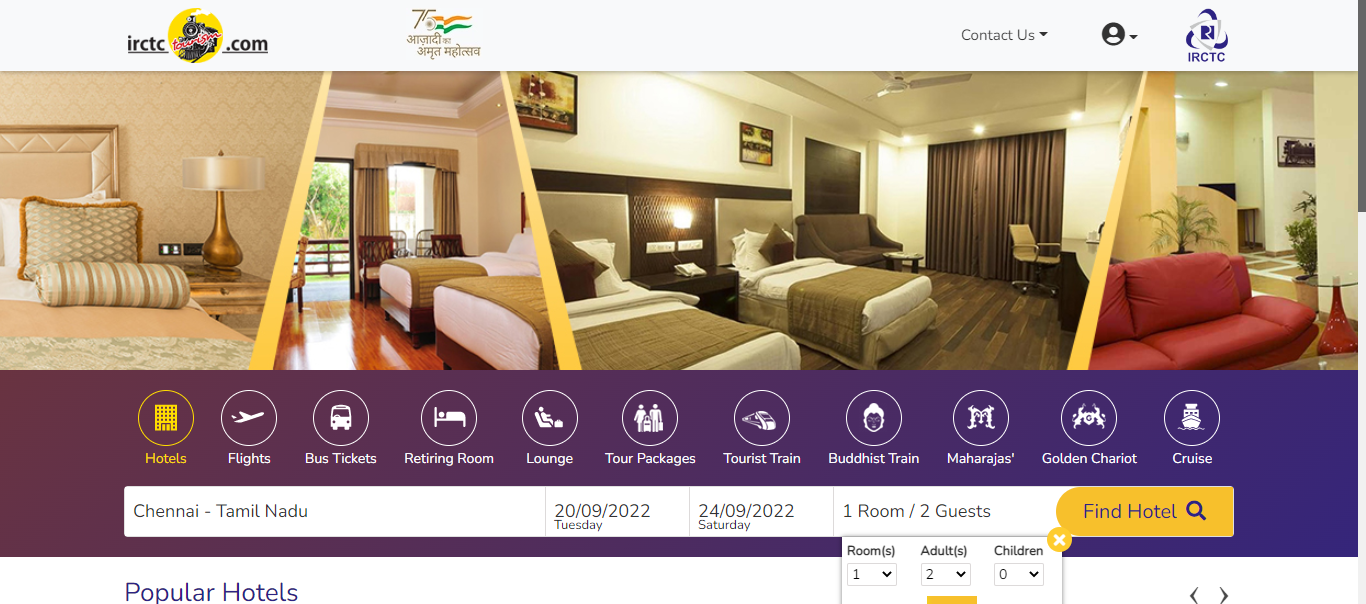 irctc tourism .com
75
आज़ादी का
अमृत महोत्सव
Contact Us
IRCTC
Hotels
Flights
Bus Tickets
Retiring Room
Lounge
Tour Packages
Tourist Train
Buddhist Train
Maharajas'
Golden Chariot
Cruise
Chennai - Tamil Nadu
20/09/2022
Tuesday
24/09/2022
Saturday
1 Room / 2 Guests
Find Hotel
Room(s) Adult(s) Children
1 2 0
Popular Hotels